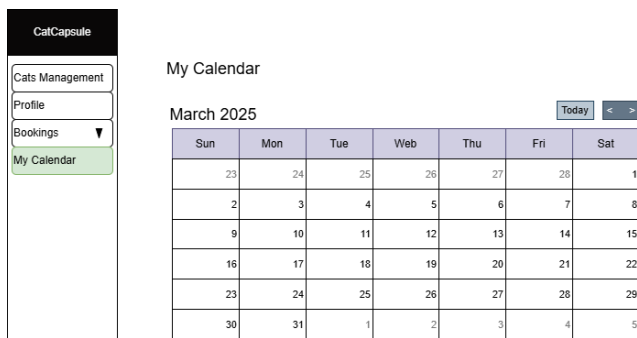 CatCapsule
Cats Management
Profile
Bookings ▼
My Calendar
My Calendar
March 2025
Today < >
Sun Mon Tue Web Thu Fri Sat
23 24 25 26 27 28 1
2 3 4 5 6 7 8
9 10 11 12 13 14 15
16 17 18 19 20 21 22
23 24 25 26 27 28 29
30 31 1 2 3 4 5